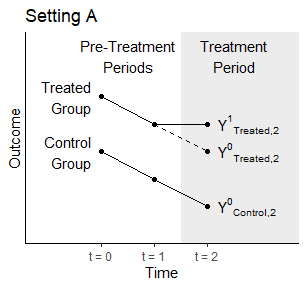 Setting A
Pre-Treatment Periods
Treatment Period
Treated Group
Control Group
Y¹Treated,2
Y⁰Treated,2
Y⁰Control,2
Outcome
t = 0 t = 1 t = 2
Time